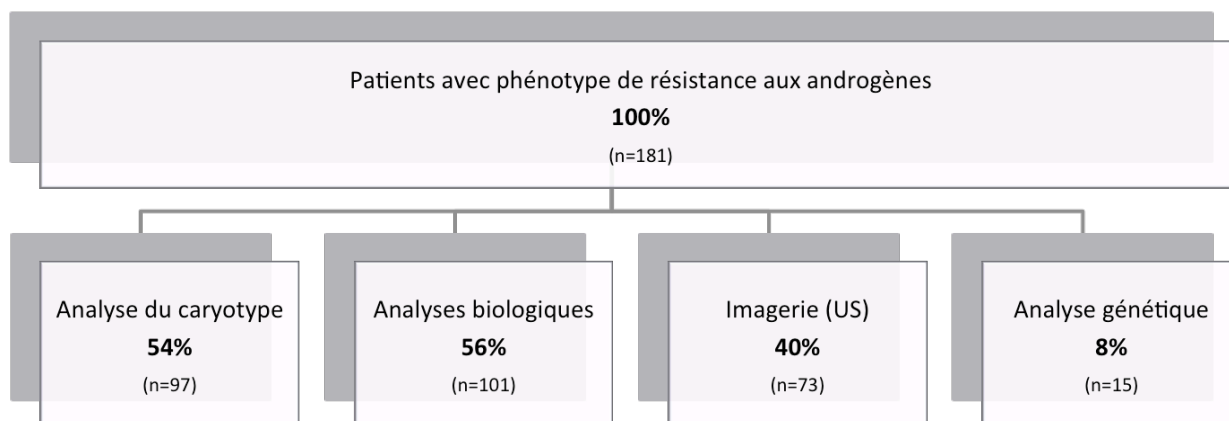 Patients avec phénotype de résistance aux androgènes
100%
(n=181)
Analyse du caryotype
54%
(n=97)
Analyses biologiques
56%
(n=101)
Imagerie (US)
40%
(n=73)
Analyse génétique
8%
(n=15)